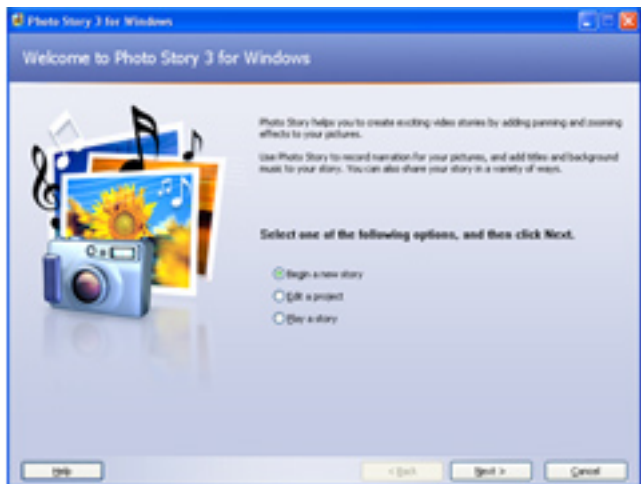 Photo Story 3 for Windows
Welcome to Photo Story 3 for Windows
Photo Story helps you to create exciting video stories by adding panning and zooming
effects to your pictures.
Use Photo Story to record narration for your pictures, and add titles and background
music to your story. You can also share your story in a variety of ways.
Select one of the following options, and then click Next.
Begin a new story
Edit a project
Play a story
Help
< Back
Next >
Cancel